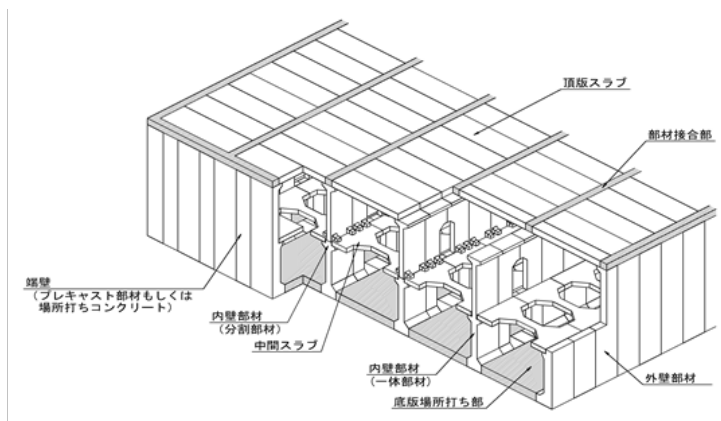 頂版スラブ
部材接合部
端壁
(プレキャスト部材もしくは
場所打ちコンクリート)
内壁部材
(分割部材)
中間スラブ
内壁部材
(一体部材)
底版場所打ち部
外壁部材